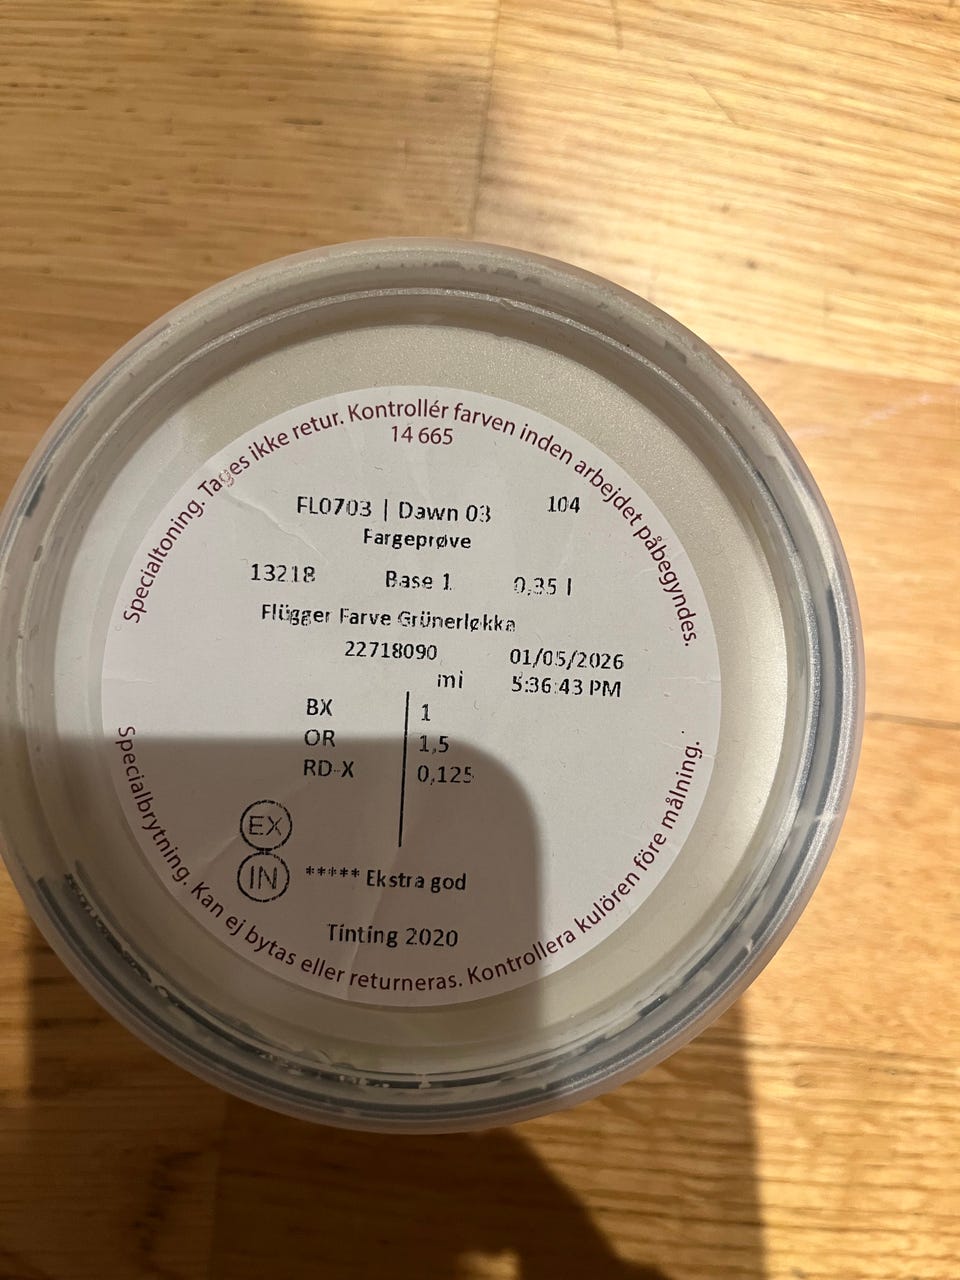 Specialtoning. Tages ikke retur. Kontrollér farven inden arbejdet påbegyndes.
14 665
FL0703 | Dawn 03 104
Fargeprøve
13218 Base 1 0,35 l
Flügger Farve Grünerløkka
22718090 01/05/2026
ml 5:36:43 PM
BX 1
OR 1,5
RD-X 0,125
EX
IN ***** Ekstra god
Tinting 2020
Specialbrytning. Kan ej bytas eller returneras. Kontrollera kulören före målning.